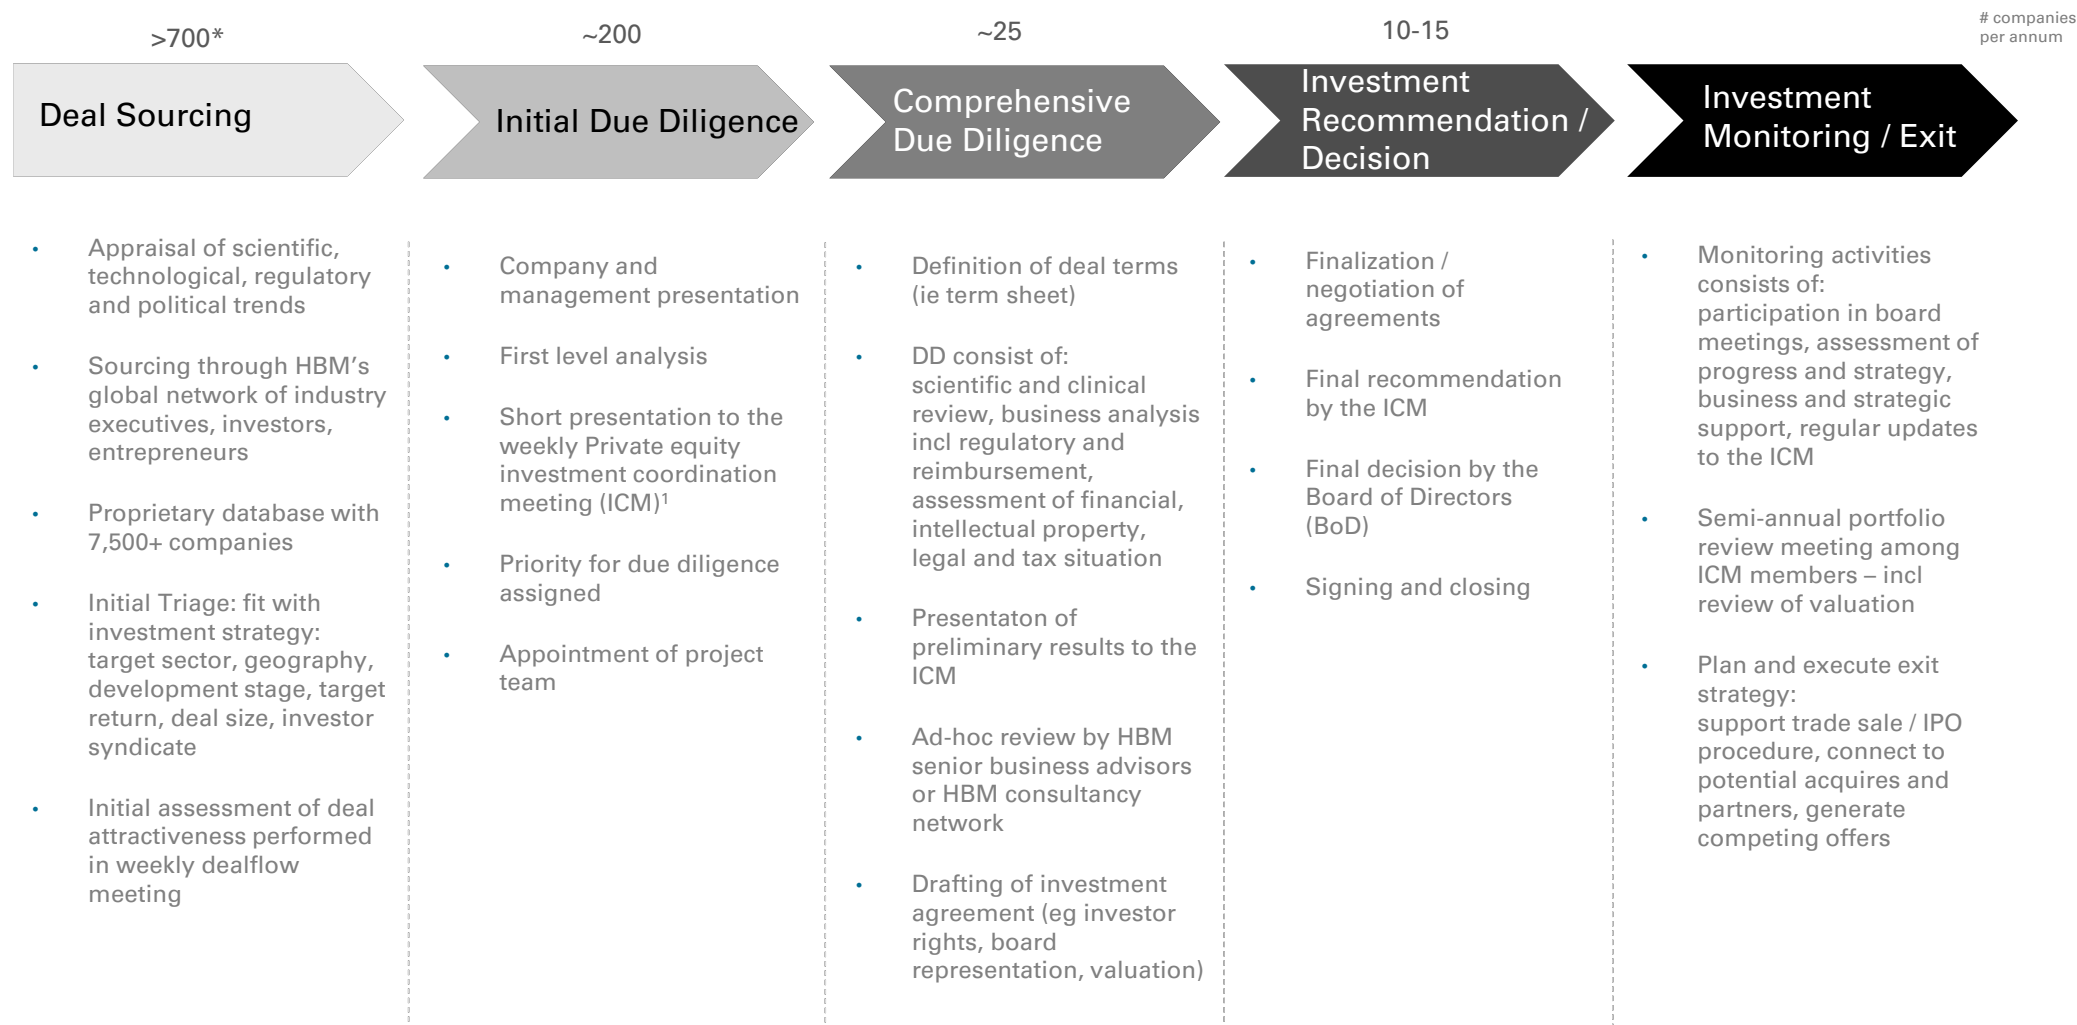 >700*
~200
~25
10-15
# companies
per annum
Deal Sourcing
Initial Due Diligence
Comprehensive
Due Diligence
Investment
Recommendation /
Decision
Investment
Monitoring / Exit
• Appraisal of scientific,
technological, regulatory
and political trends
• Sourcing through HBM’s
global network of industry
executives, investors,
entrepreneurs
• Proprietary database with
7,500+ companies
• Initial Triage: fit with
investment strategy:
target sector, geography,
development stage, target
return, deal size, investor
syndicate
• Initial assessment of deal
attractiveness performed
in weekly dealflow
meeting
• Company and
management presentation
• First level analysis
• Short presentation to the
weekly Private equity
investment coordination
meeting (ICM)¹
• Priority for due diligence
assigned
• Appointment of project
team
• Definition of deal terms
(ie term sheet)
• DD consist of:
scientific and clinical
review, business analysis
incl regulatory and
reimbursement,
assessment of financial,
intellectual property,
legal and tax situation
• Presentaton of
preliminary results to the
ICM
• Ad-hoc review by HBM
senior business advisors
or HBM consultancy
network
• Drafting of investment
agreement (eg investor
rights, board
representation, valuation)
• Finalization /
negotiation of
agreements
• Final recommendation
by the ICM
• Final decision by the
Board of Directors
(BoD)
• Signing and closing
• Monitoring activities
consists of:
participation in board
meetings, assessment of
progress and strategy,
business and strategic
support, regular updates
to the ICM
• Semi-annual portfolio
review meeting among
ICM members – incl
review of valuation
• Plan and execute exit
strategy:
support trade sale / IPO
procedure, connect to
potential acquires and
partners, generate
competing offers